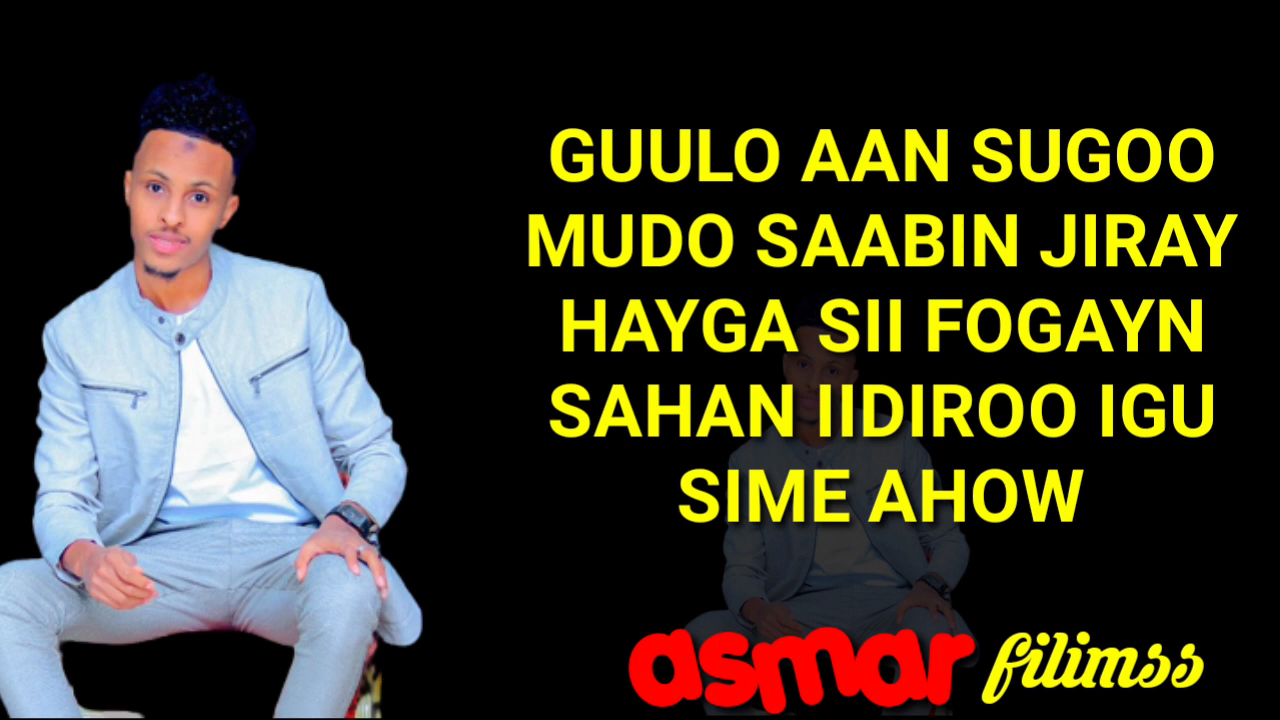 GUULO AAN SUGOO
MUDO SAABIN JIRAY
HAYGA SII FOGAYN
SAHAN IIDIROO IGU
SIME AHOW
asmar filimss